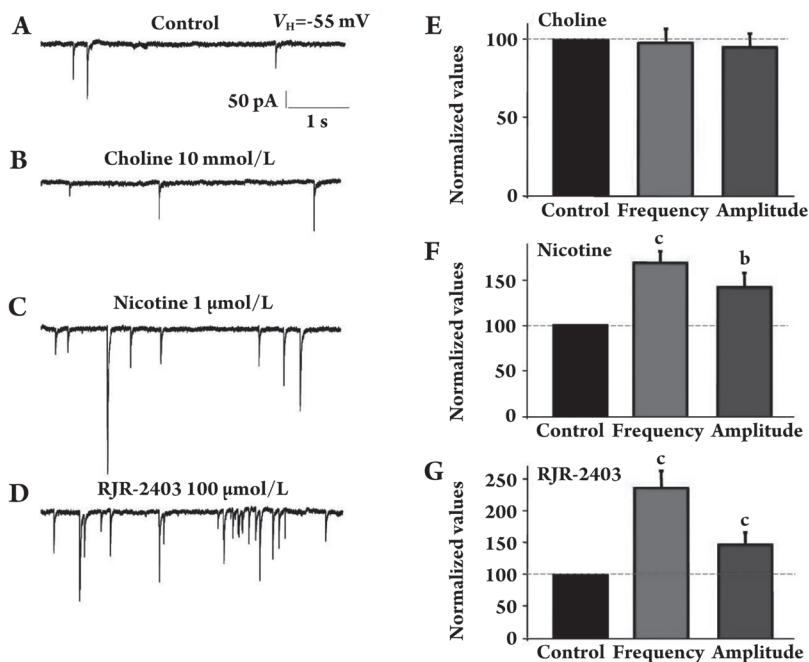 A
Control
V_H=-55 mV
50 pA
1 s
B
Choline 10 mmol/L
C
Nicotine 1 µmol/L
D
RJR-2403 100 µmol/L
E
Choline
Normalized values
100
50
0
Control Frequency Amplitude
F
Nicotine
c
b
Normalized values
150
100
50
0
Control Frequency Amplitude
G
RJR-2403
c
c
Normalized values
250
200
150
100
50
0
Control Frequency Amplitude